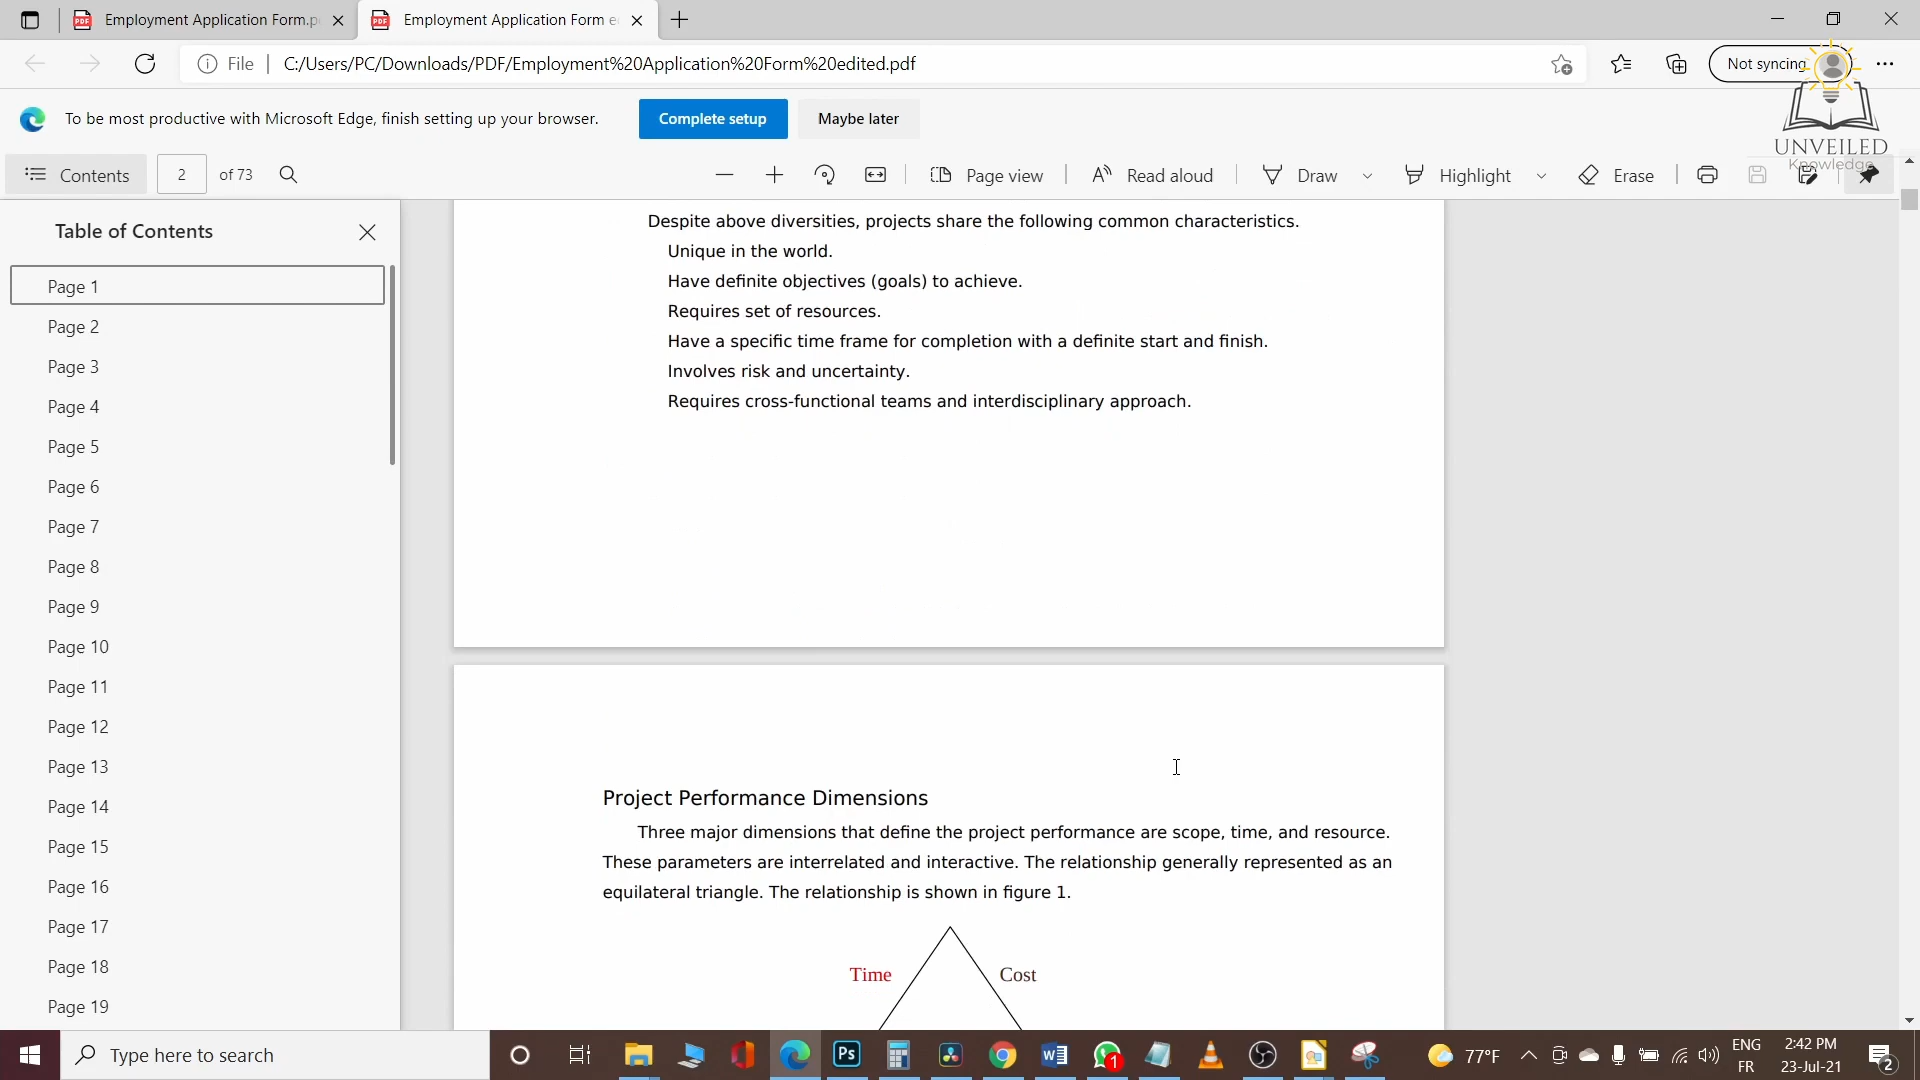 Employment Application Form.p
Employment Application Form e
File
C:/Users/PC/Downloads/PDF/Employment%20Application%20Form%20edited.pdf
Not syncing
To be most productive with Microsoft Edge, finish setting up your browser.
Complete setup
Maybe later
UNVEILED
Knowledge
Contents
2
of 73
Page view
Read aloud
Draw
Highlight
Erase
Table of Contents
Page 1
Page 2
Page 3
Page 4
Page 5
Page 6
Page 7
Page 8
Page 9
Page 10
Page 11
Page 12
Page 13
Page 14
Page 15
Page 16
Page 17
Page 18
Page 19
Despite above diversities, projects share the following common characteristics.
Unique in the world.
Have definite objectives (goals) to achieve.
Requires set of resources.
Have a specific time frame for completion with a definite start and finish.
Involves risk and uncertainty.
Requires cross-functional teams and interdisciplinary approach.
Project Performance Dimensions
Three major dimensions that define the project performance are scope, time, and resource.
These parameters are interrelated and interactive. The relationship generally represented as an
equilateral triangle. The relationship is shown in figure 1.
Time
Cost
Type here to search
Ps
1
77°F
ENG
FR
2:42 PM
23-Jul-21
2